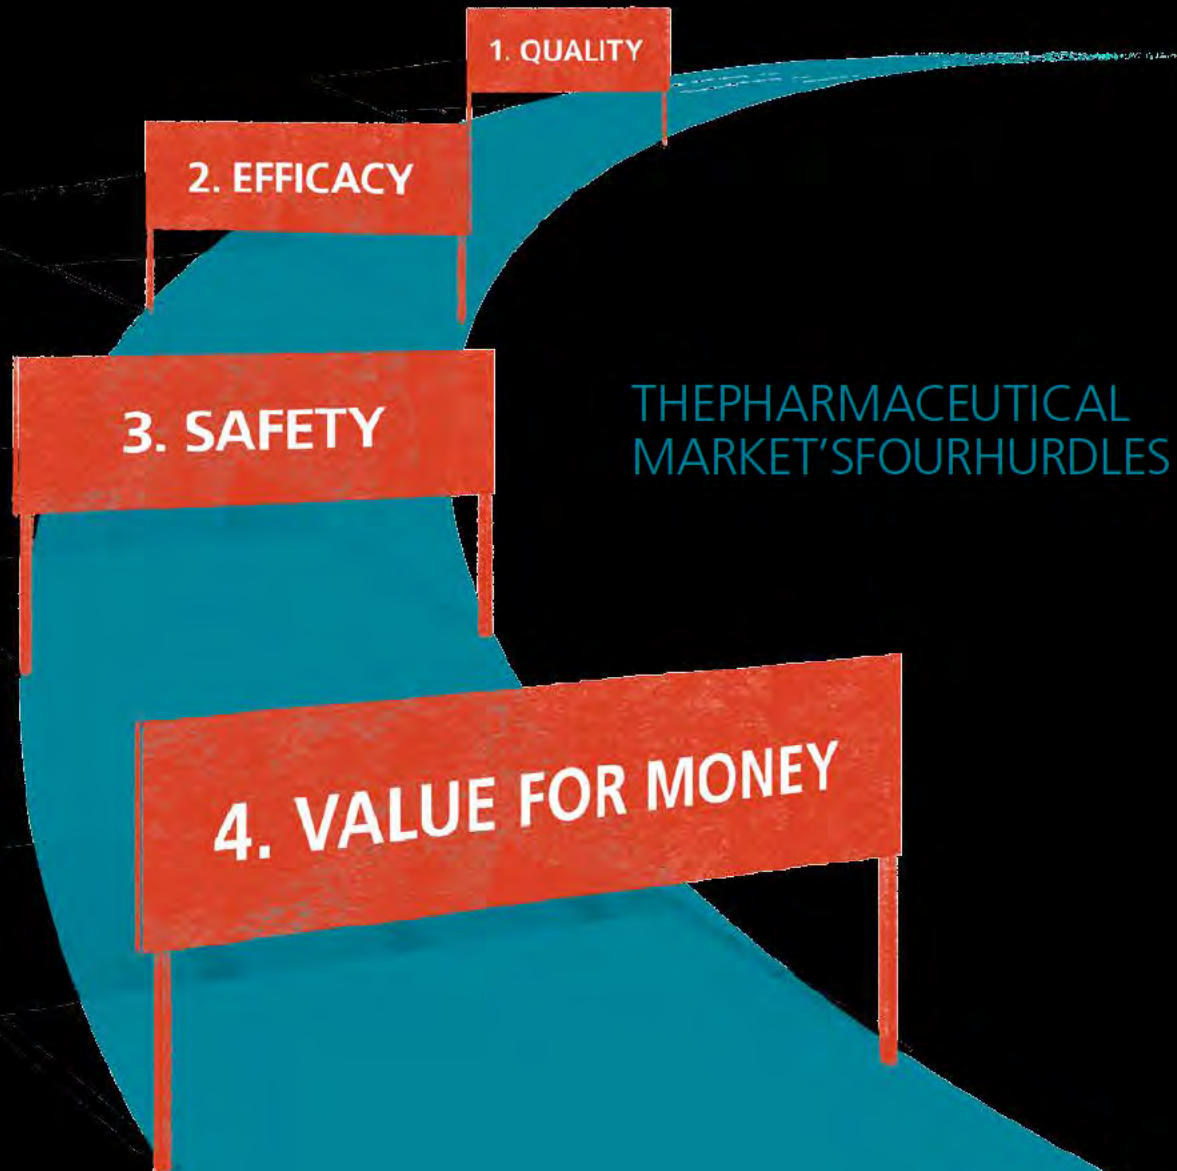 1. QUALITY
2. EFFICACY
3. SAFETY
THEPHARMACEUTICAL
MARKET'SFOURHURDLES
4. VALUE FOR MONEY